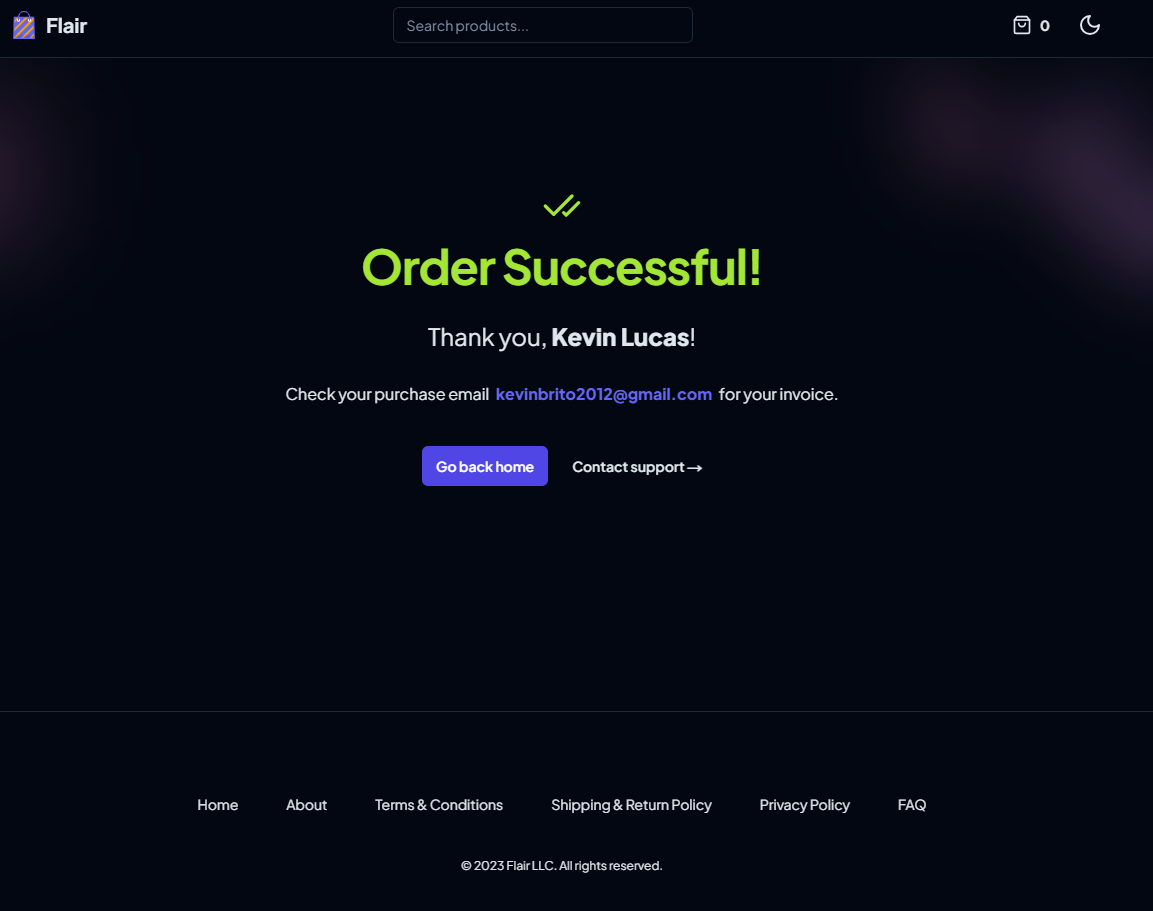 Flair
Search products...
0
Order Successful!
Thank you, Kevin Lucas!
Check your purchase email kevinbrito2012@gmail.com for your invoice.
Go back home
Contact support →
Home About Terms & Conditions Shipping & Return Policy Privacy Policy FAQ
© 2023 Flair LLC. All rights reserved.